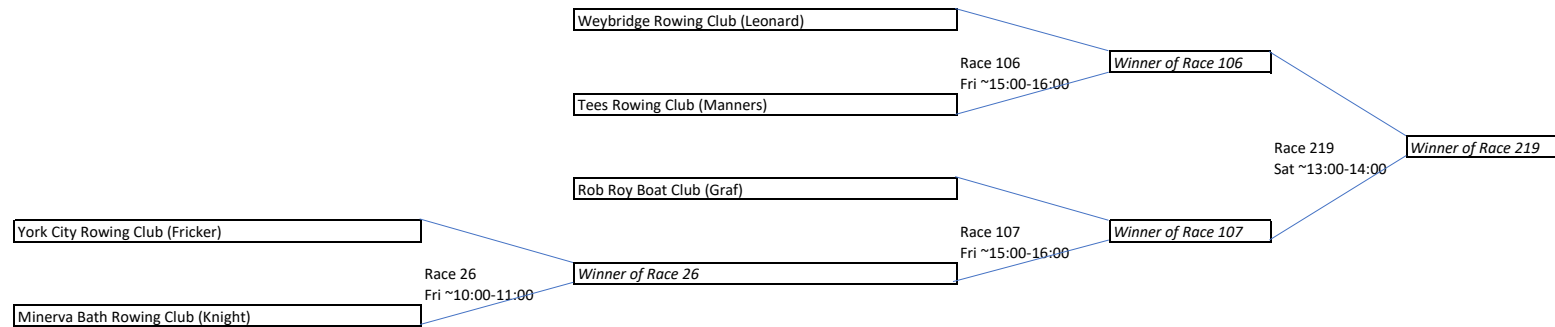 Weybridge Rowing Club (Leonard)
Race 106
Fri ~15:00-16:00
Winner of Race 106
Tees Rowing Club (Manners)
Race 219
Sat ~13:00-14:00
Winner of Race 219
Rob Roy Boat Club (Graf)
York City Rowing Club (Fricker)
Race 107
Fri ~15:00-16:00
Winner of Race 107
Race 26
Fri ~10:00-11:00
Winner of Race 26
Minerva Bath Rowing Club (Knight)